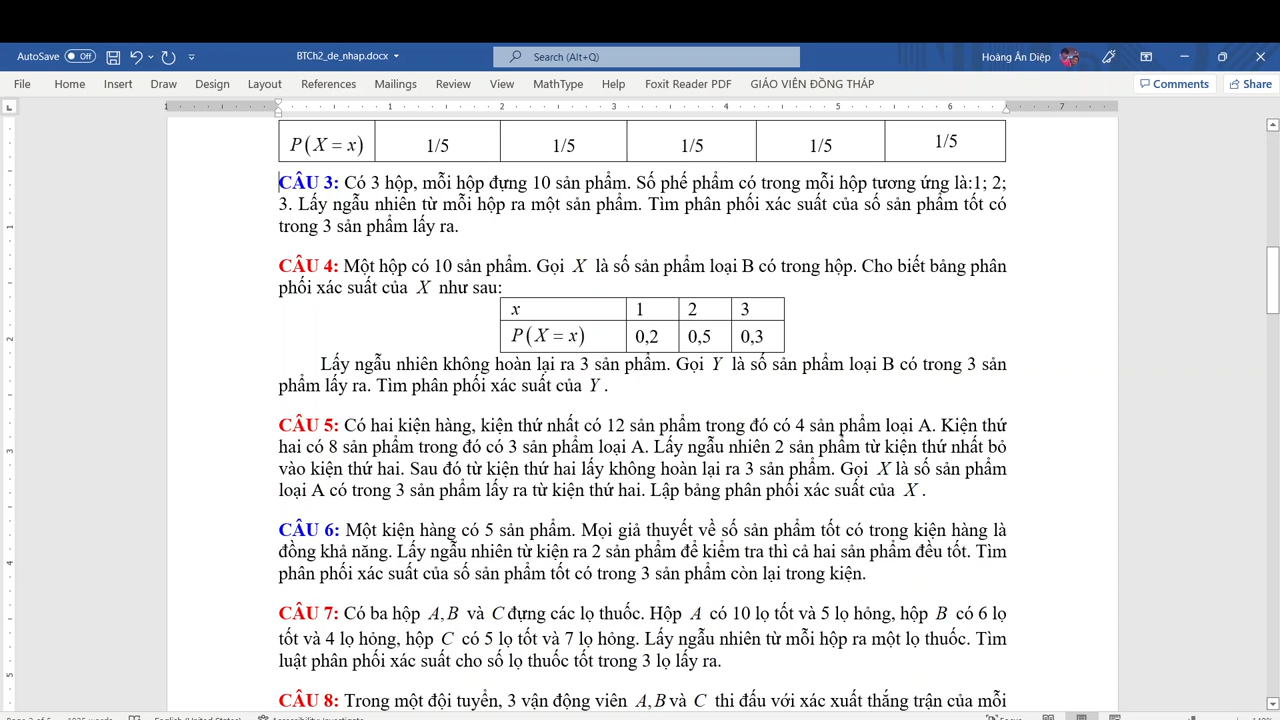 AutoSave Off BTCh2_de_nhap.docx Search (Alt+Q) Hoàng Ân Diệp
File Home Insert Draw Design Layout References Mailings Review View MathType Help Foxit Reader PDF GIÁO VIÊN ĐỒNG THÁP Comments Share
1 1 2 3 4 5 6 7
P(X = x) 1/5 1/5 1/5 1/5 1/5
CÂU 3: Có 3 hộp, mỗi hộp đựng 10 sản phẩm. Số phế phẩm có trong mỗi hộp tương ứng là:1; 2;
3. Lấy ngẫu nhiên từ mỗi hộp ra một sản phẩm. Tìm phân phối xác suất của số sản phẩm tốt có
trong 3 sản phẩm lấy ra.
CÂU 4: Một hộp có 10 sản phẩm. Gọi X là số sản phẩm loại B có trong hộp. Cho biết bảng phân
phối xác suất của X như sau:
x 1 2 3
P(X = x) 0,2 0,5 0,3
Lấy ngẫu nhiên không hoàn lại ra 3 sản phẩm. Gọi Y là số sản phẩm loại B có trong 3 sản
phẩm lấy ra. Tìm phân phối xác suất của Y .
CÂU 5: Có hai kiện hàng, kiện thứ nhất có 12 sản phẩm trong đó có 4 sản phẩm loại A. Kiện thứ
hai có 8 sản phẩm trong đó có 3 sản phẩm loại A. Lấy ngẫu nhiên 2 sản phẩm từ kiện thứ nhất bỏ
vào kiện thứ hai. Sau đó từ kiện thứ hai lấy không hoàn lại ra 3 sản phẩm. Gọi X là số sản phẩm
loại A có trong 3 sản phẩm lấy ra từ kiện thứ hai. Lập bảng phân phối xác suất của X .
CÂU 6: Một kiện hàng có 5 sản phẩm. Mọi giả thuyết về số sản phẩm tốt có trong kiện hàng là
đồng khả năng. Lấy ngẫu nhiên từ kiện ra 2 sản phẩm để kiểm tra thì cả hai sản phẩm đều tốt. Tìm
phân phối xác suất của số sản phẩm tốt có trong 3 sản phẩm còn lại trong kiện.
CÂU 7: Có ba hộp A, B và C đựng các lọ thuốc. Hộp A có 10 lọ tốt và 5 lọ hỏng, hộp B có 6 lọ
tốt và 4 lọ hỏng, hộp C có 5 lọ tốt và 7 lọ hỏng. Lấy ngẫu nhiên từ mỗi hộp ra một lọ thuốc. Tìm
luật phân phối xác suất cho số lọ thuốc tốt trong 3 lọ lấy ra.
CÂU 8: Trong một đội tuyển, 3 vận động viên A, B và C thi đấu với xác xuất thắng trận của mỗi